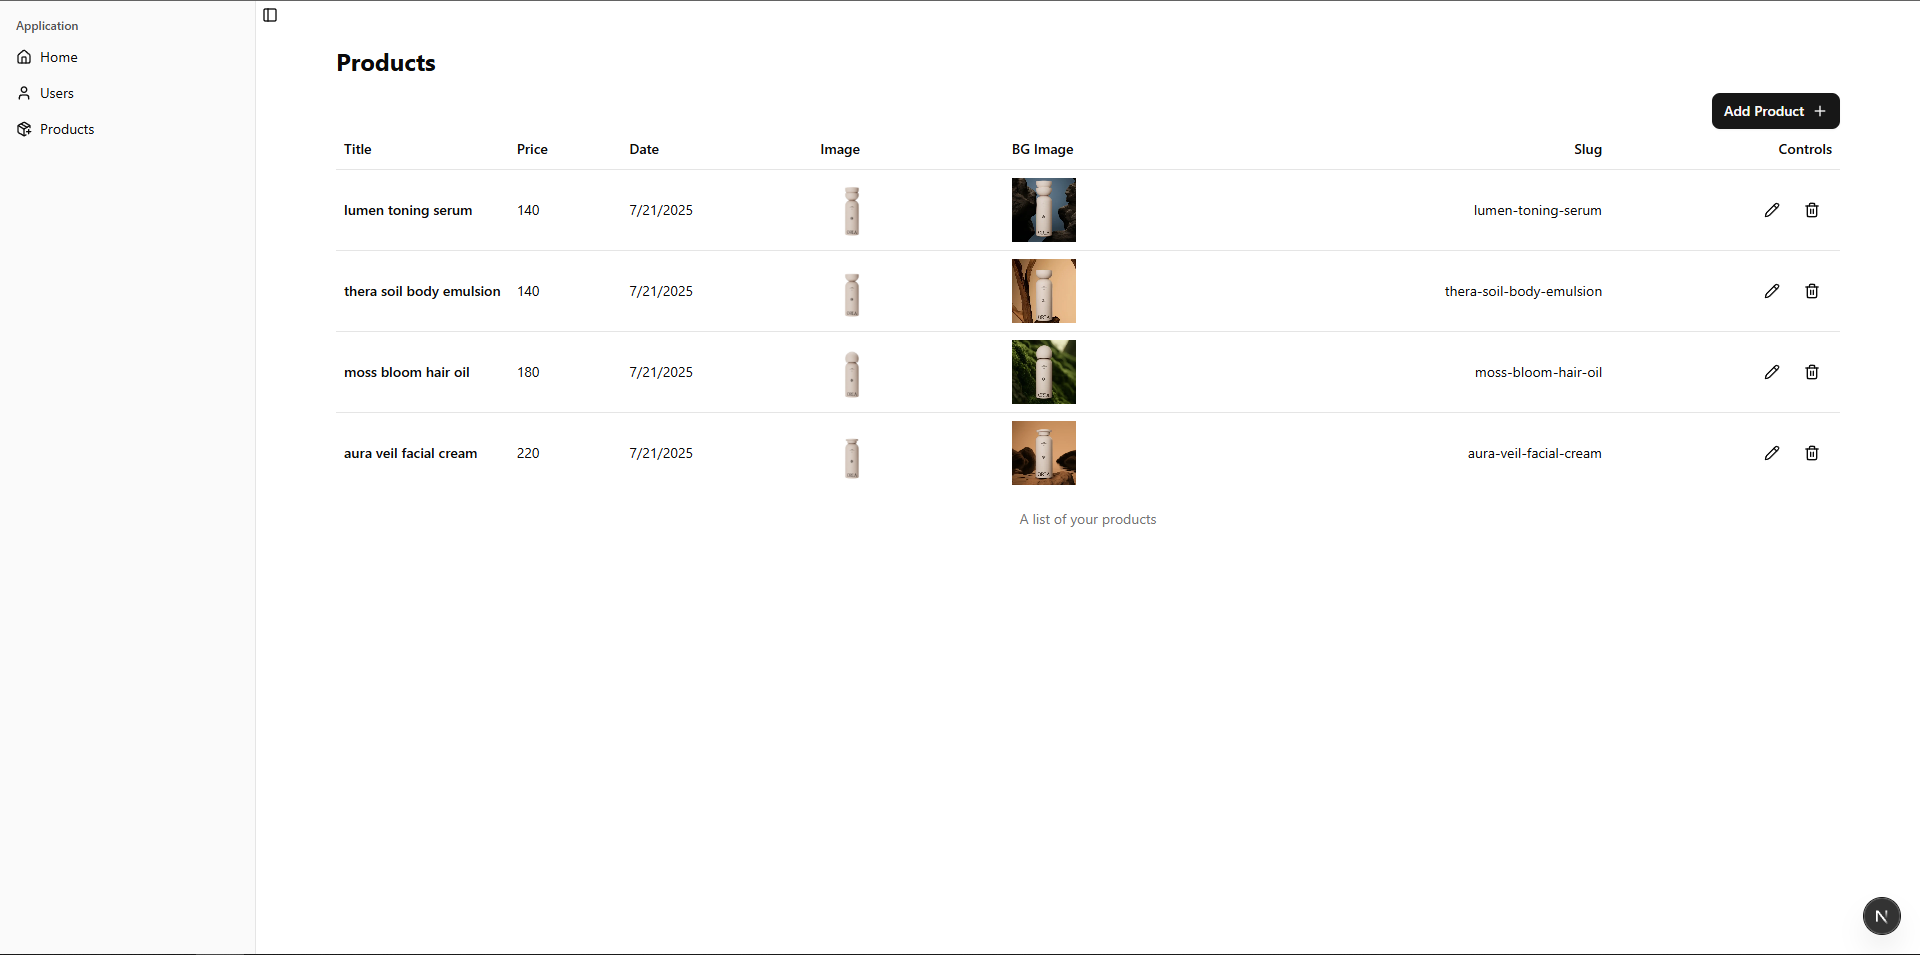 Application
Home
Users
Products
Products
Add Product
Title Price Date Image BG Image Slug Controls
lumen toning serum 140 7/21/2025 lumen-toning-serum
thera soil body emulsion 140 7/21/2025 thera-soil-body-emulsion
moss bloom hair oil 180 7/21/2025 moss-bloom-hair-oil
aura veil facial cream 220 7/21/2025 aura-veil-facial-cream
A list of your products
N